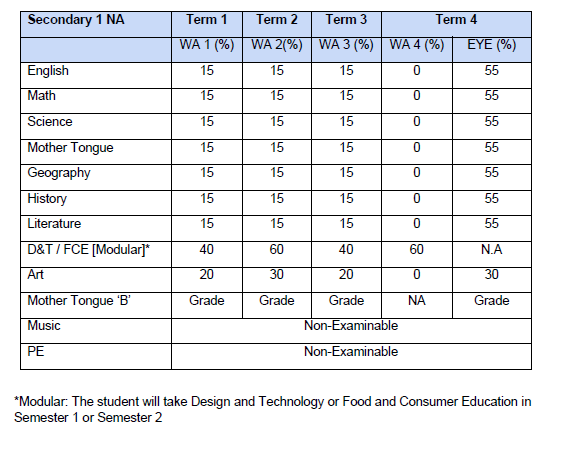 Secondary 1 NA Term 1 Term 2 Term 3 Term 4
WA 1 (%) WA 2(%) WA 3 (%) WA 4 (%) EYE (%)
English 15 15 15 0 55
Math 15 15 15 0 55
Science 15 15 15 0 55
Mother Tongue 15 15 15 0 55
Geography 15 15 15 0 55
History 15 15 15 0 55
Literature 15 15 15 0 55
D&T / FCE [Modular]* 40 60 40 60 N.A
Art 20 30 20 0 30
Mother Tongue ‘B’ Grade Grade Grade NA Grade
Music Non-Examinable
PE Non-Examinable
*Modular: The student will take Design and Technology or Food and Consumer Education in
Semester 1 or Semester 2